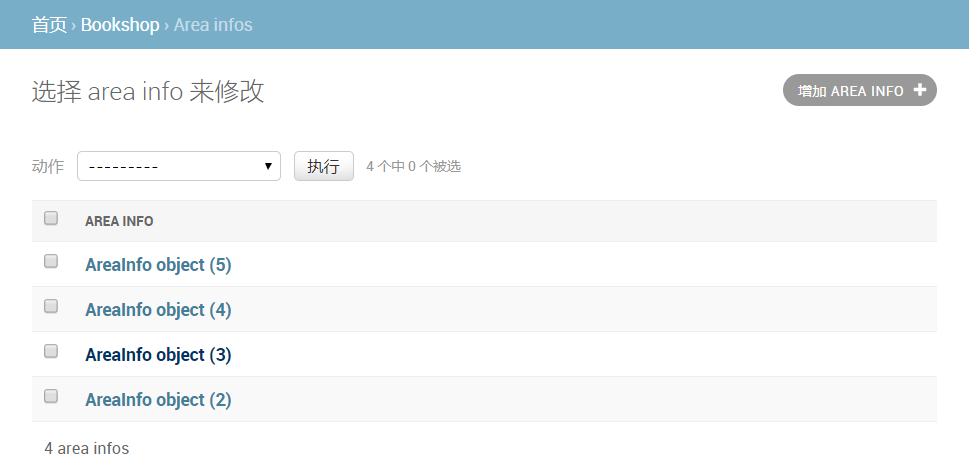 首页 › Bookshop › Area infos
选择 area info 来修改
增加 AREA INFO +
动作 --------- 执行 4 个中 0 个被选
AREA INFO
AreaInfo object (5)
AreaInfo object (4)
AreaInfo object (3)
AreaInfo object (2)
4 area infos